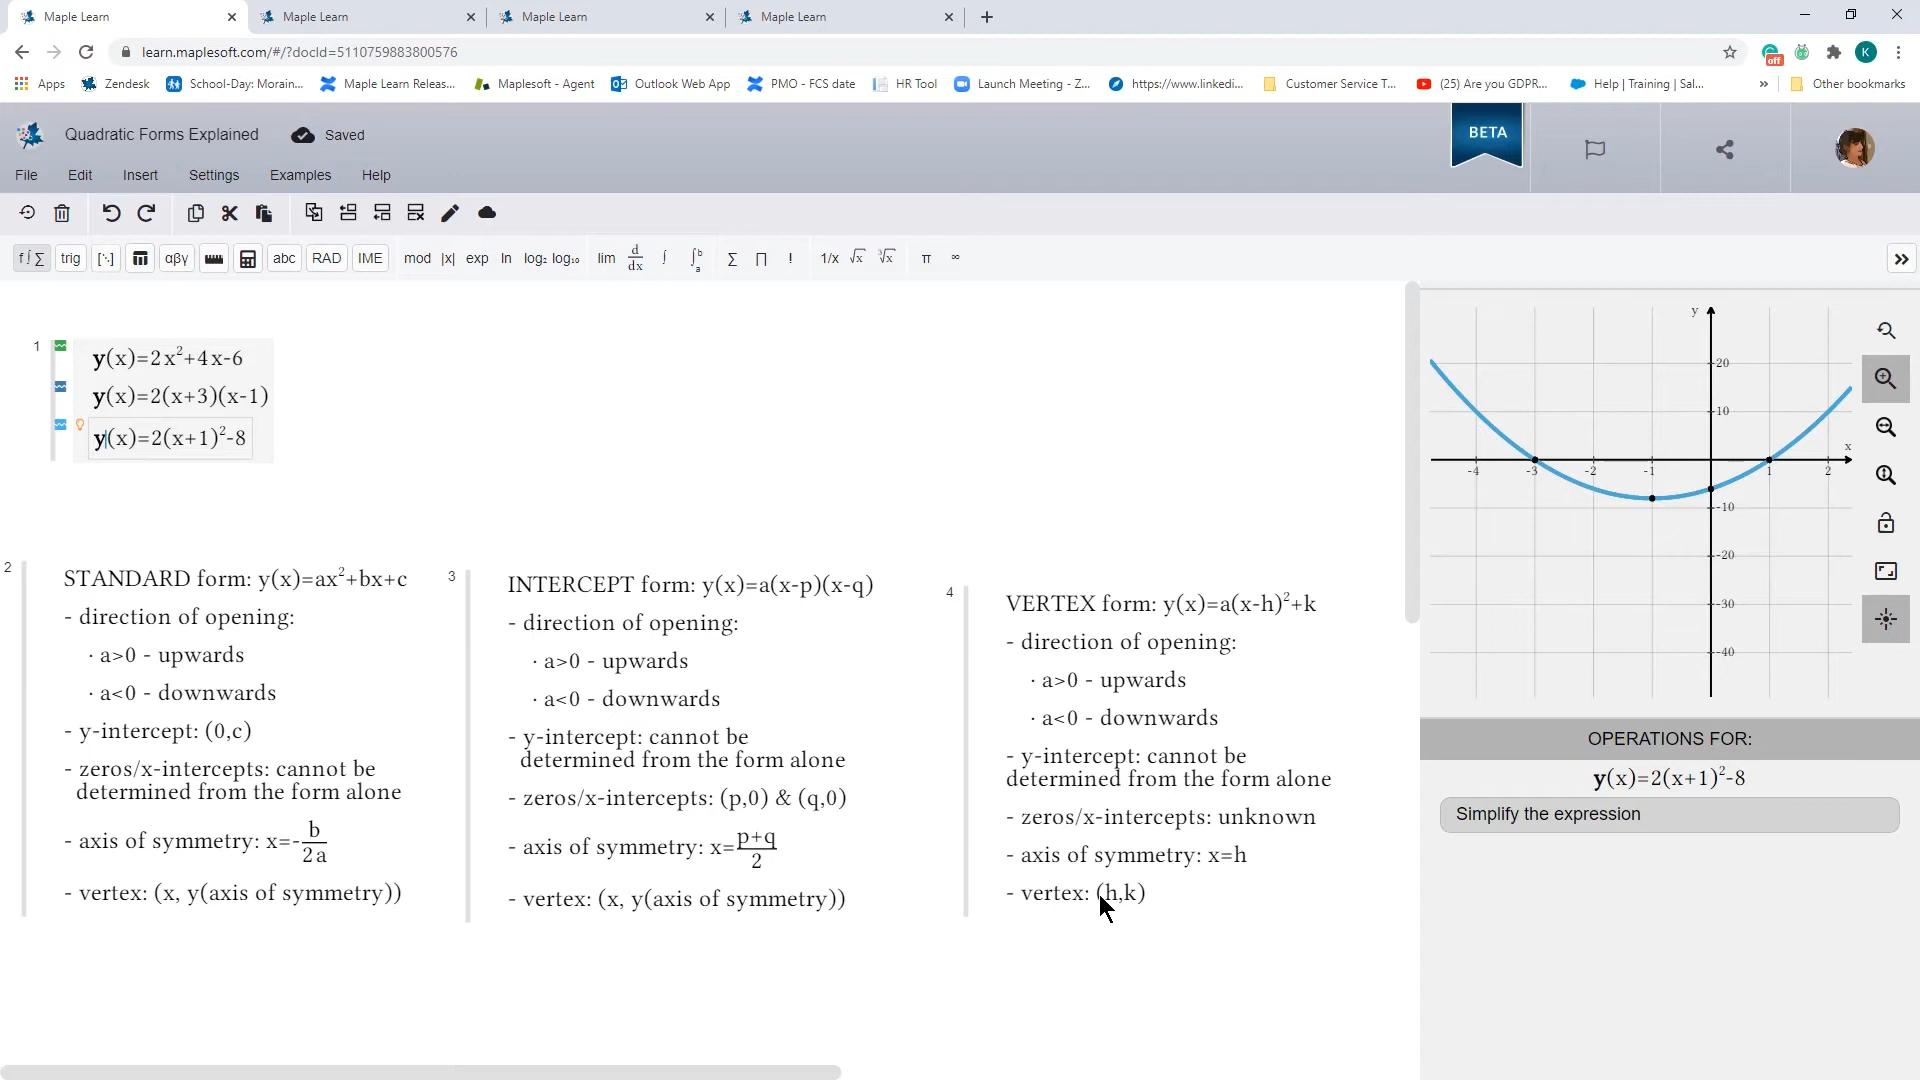 Maple Learn
Maple Learn
Maple Learn
Maple Learn
learn.maplesoft.com/#/?docId=5110759883800576
off
K
Apps
Zendesk
School-Day: Morain...
Maple Learn Releas...
Maplesoft - Agent
Outlook Web App
PMO - FCS date
HR Tool
Launch Meeting - Z...
https://www.linkedi...
Customer Service T...
(25) Are you GDPR...
Help | Training | Sal...
»
Other bookmarks
Quadratic Forms Explained
Saved
BETA
File Edit Insert Settings Examples Help
f∫∑ trig [⋱] αβγ abc RAD IME mod |x| exp ln log₂ log₁₀ lim d/dx ∫ ∫ₐᵇ ∑ ∏ ! 1/x √x ∛x π ∞ »
1
y(x)=2x²+4x-6
y(x)=2(x+3)(x-1)
y(x)=2(x+1)²-8
2
STANDARD form: y(x)=ax²+bx+c
- direction of opening:
· a>0 - upwards
· a<0 - downwards
- y-intercept: (0,c)
- zeros/x-intercepts: cannot be
determined from the form alone
- axis of symmetry: x=-b/2a
- vertex: (x, y(axis of symmetry))
3
INTERCEPT form: y(x)=a(x-p)(x-q)
- direction of opening:
· a>0 - upwards
· a<0 - downwards
- y-intercept: cannot be
determined from the form alone
- zeros/x-intercepts: (p,0) & (q,0)
- axis of symmetry: x=p+q/2
- vertex: (x, y(axis of symmetry))
4
VERTEX form: y(x)=a(x-h)²+k
- direction of opening:
· a>0 - upwards
· a<0 - downwards
- y-intercept: cannot be
determined from the form alone
- zeros/x-intercepts: unknown
- axis of symmetry: x=h
- vertex: (h,k)
y
20
10
x
-4 -3 -2 -1 1 2
-10
-20
-30
-40
OPERATIONS FOR:
y(x)=2(x+1)²-8
Simplify the expression